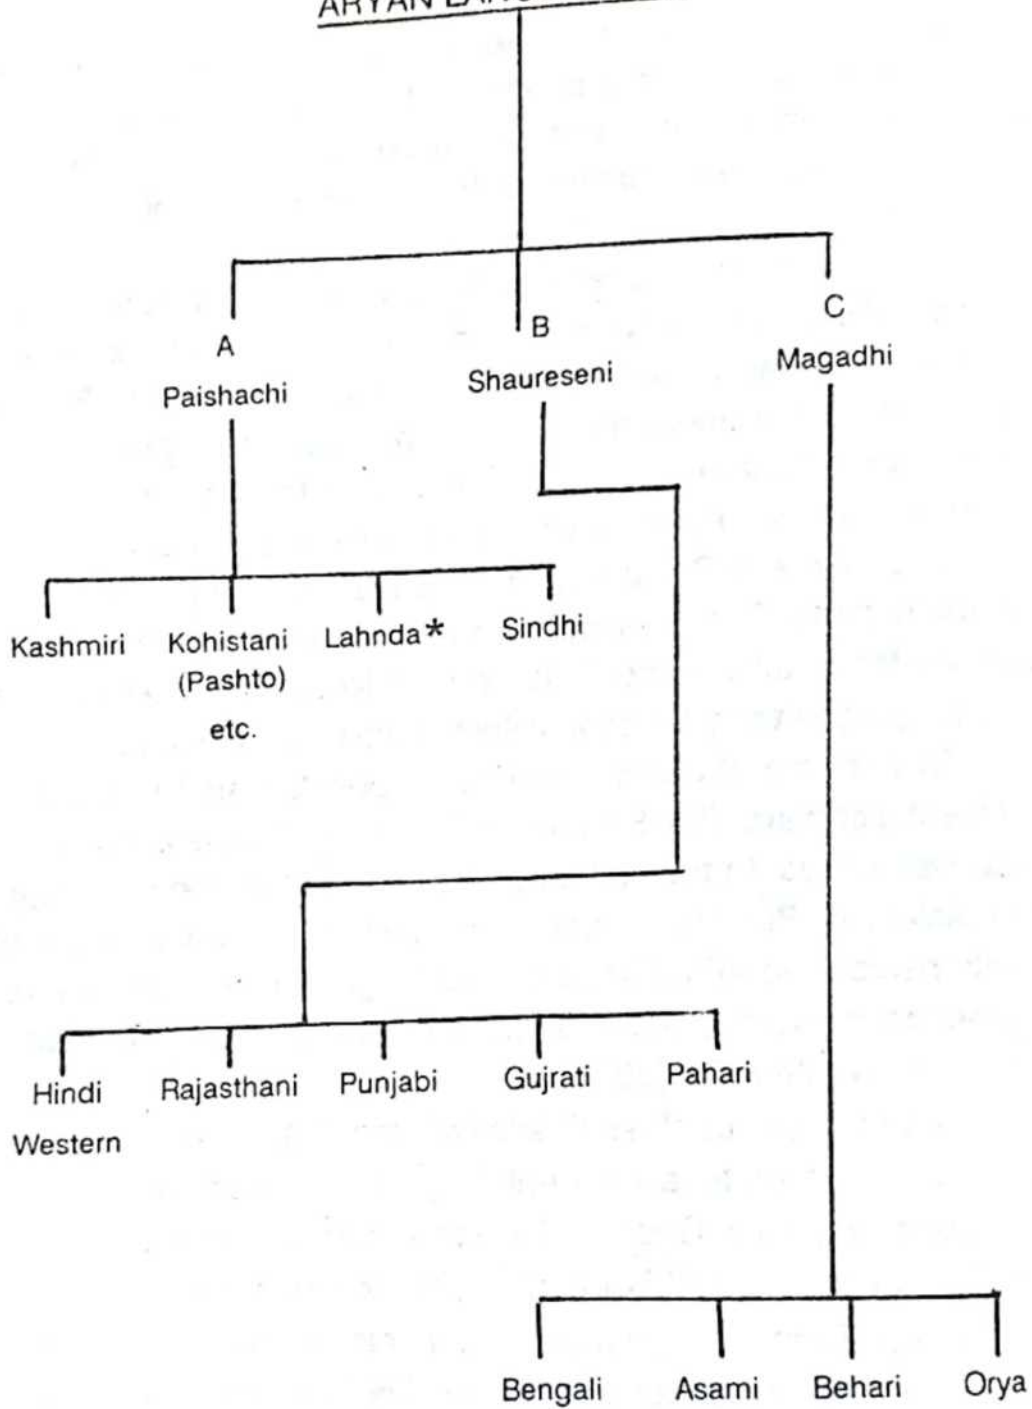 ARYAN
A
B
C
Paishachi
Shaureseni
Magadhi
Kashmiri
Kohistani
(Pashto)
etc.
Lahnda*
Sindhi
Hindi
Western
Rajasthani
Punjabi
Gujrati
Pahari
Bengali
Asami
Behari
Orya